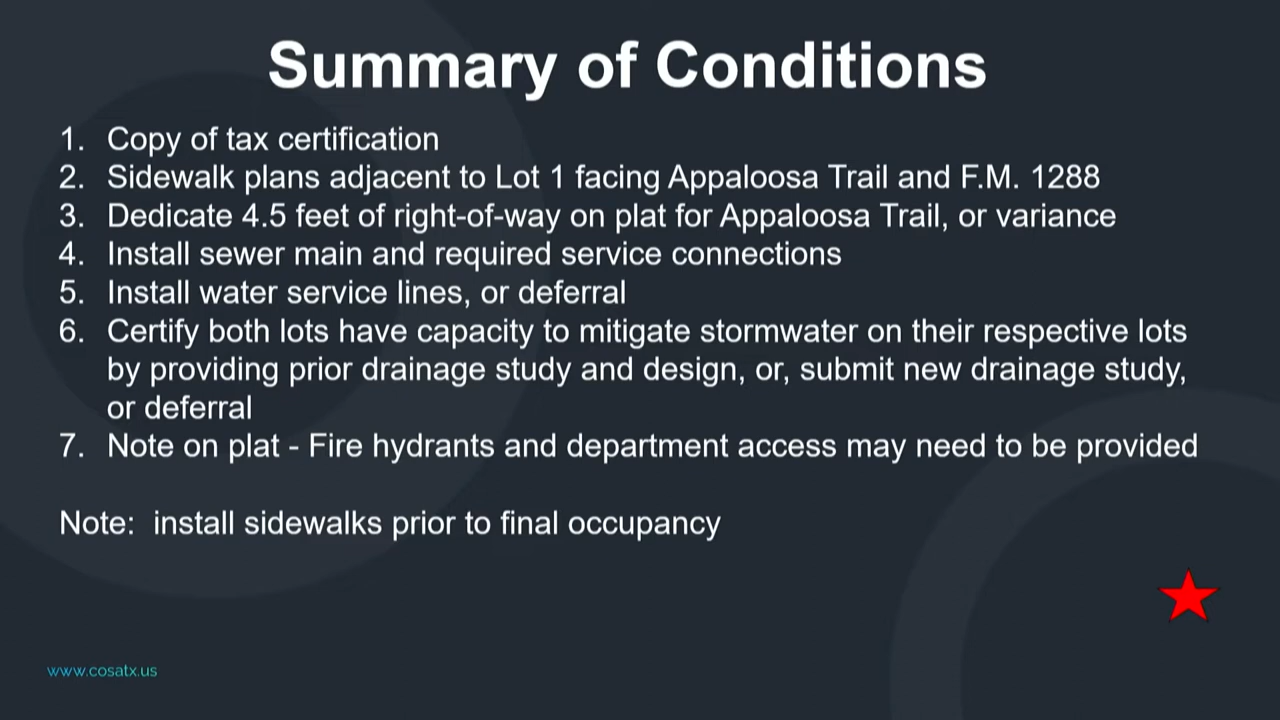 Summary of Conditions
1. Copy of tax certification
2. Sidewalk plans adjacent to Lot 1 facing Appaloosa Trail and F.M. 1288
3. Dedicate 4.5 feet of right-of-way on plat for Appaloosa Trail, or variance
4. Install sewer main and required service connections
5. Install water service lines, or deferral
6. Certify both lots have capacity to mitigate stormwater on their respective lots
by providing prior drainage study and design, or, submit new drainage study,
or deferral
7. Note on plat - Fire hydrants and department access may need to be provided
Note: install sidewalks prior to final occupancy
www.cosatx.us